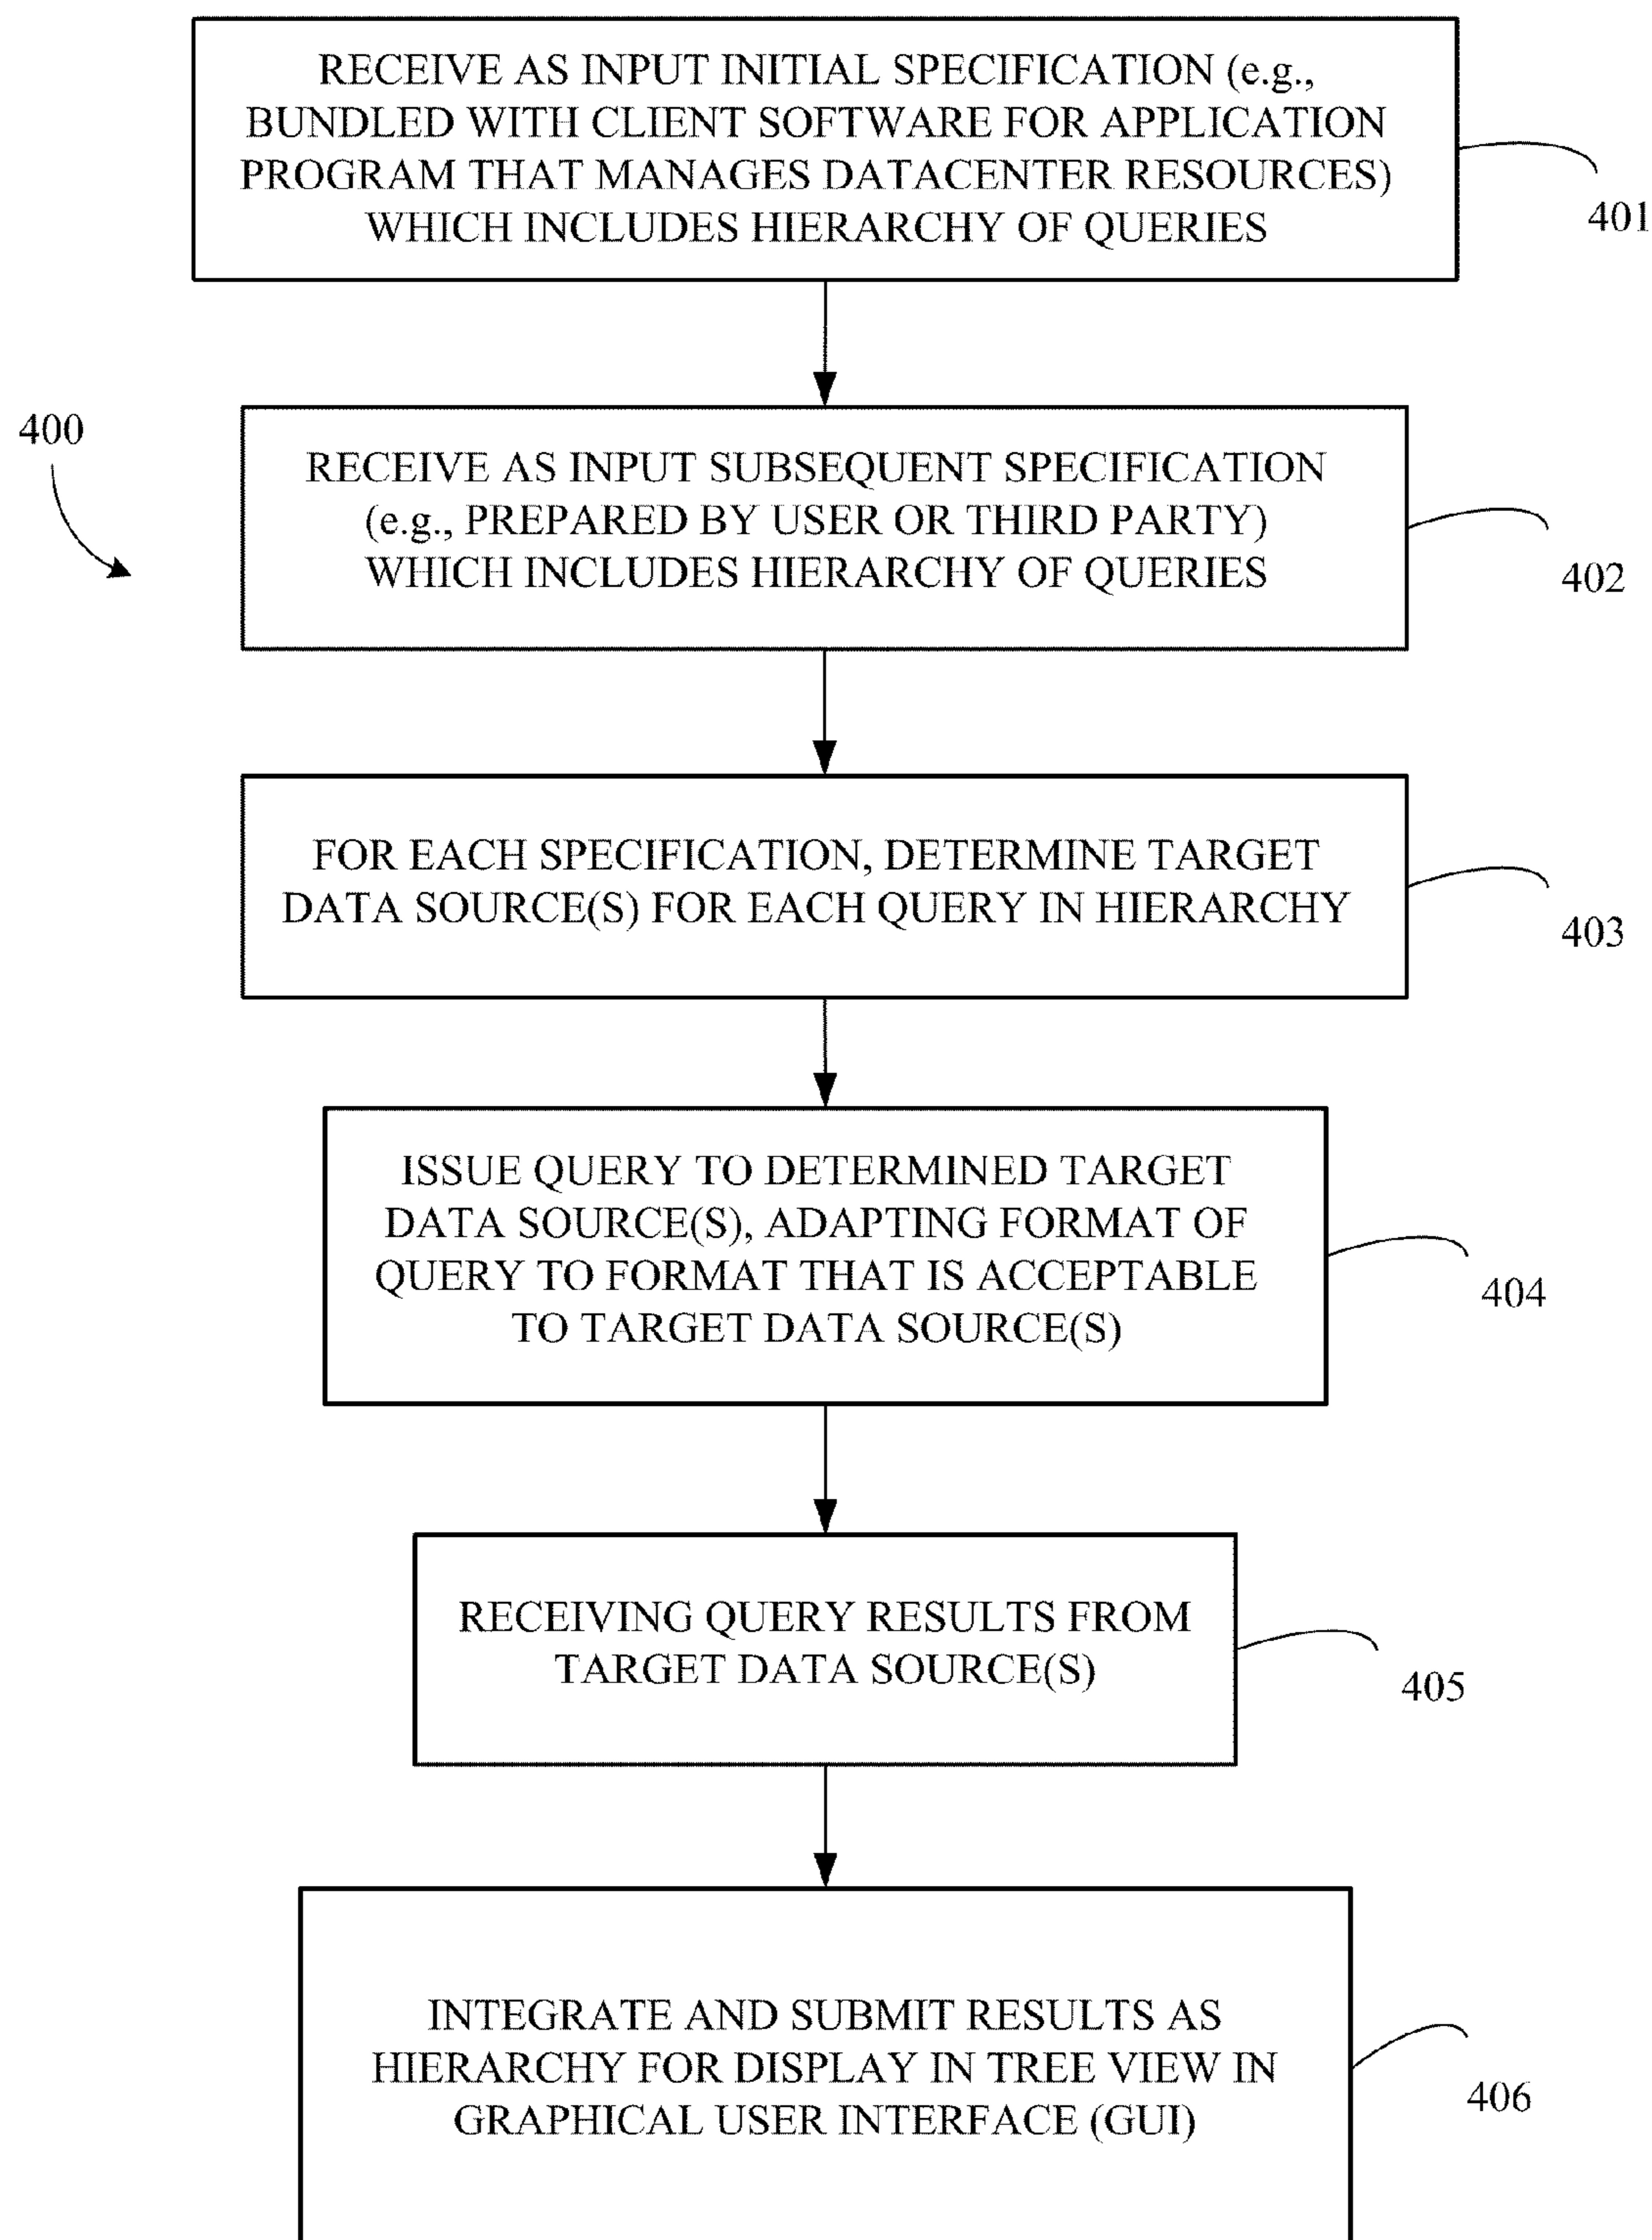 RECEIVE AS INPUT INITIAL SPECIFICATION (e.g.,
BUNDLED WITH CLIENT SOFTWARE FOR APPLICATION
PROGRAM THAT MANAGES DATACENTER RESOURCES)
WHICH INCLUDES HIERARCHY OF QUERIES
401
400
RECEIVE AS INPUT SUBSEQUENT SPECIFICATION
(e.g., PREPARED BY USER OR THIRD PARTY)
WHICH INCLUDES HIERARCHY OF QUERIES
402
FOR EACH SPECIFICATION, DETERMINE TARGET
DATA SOURCE(S) FOR EACH QUERY IN HIERARCHY
403
ISSUE QUERY TO DETERMINED TARGET
DATA SOURCE(S), ADAPTING FORMAT OF
QUERY TO FORMAT THAT IS ACCEPTABLE
TO TARGET DATA SOURCE(S)
404
RECEIVING QUERY RESULTS FROM
TARGET DATA SOURCE(S)
405
INTEGRATE AND SUBMIT RESULTS AS
HIERARCHY FOR DISPLAY IN TREE VIEW IN
GRAPHICAL USER INTERFACE (GUI)
406